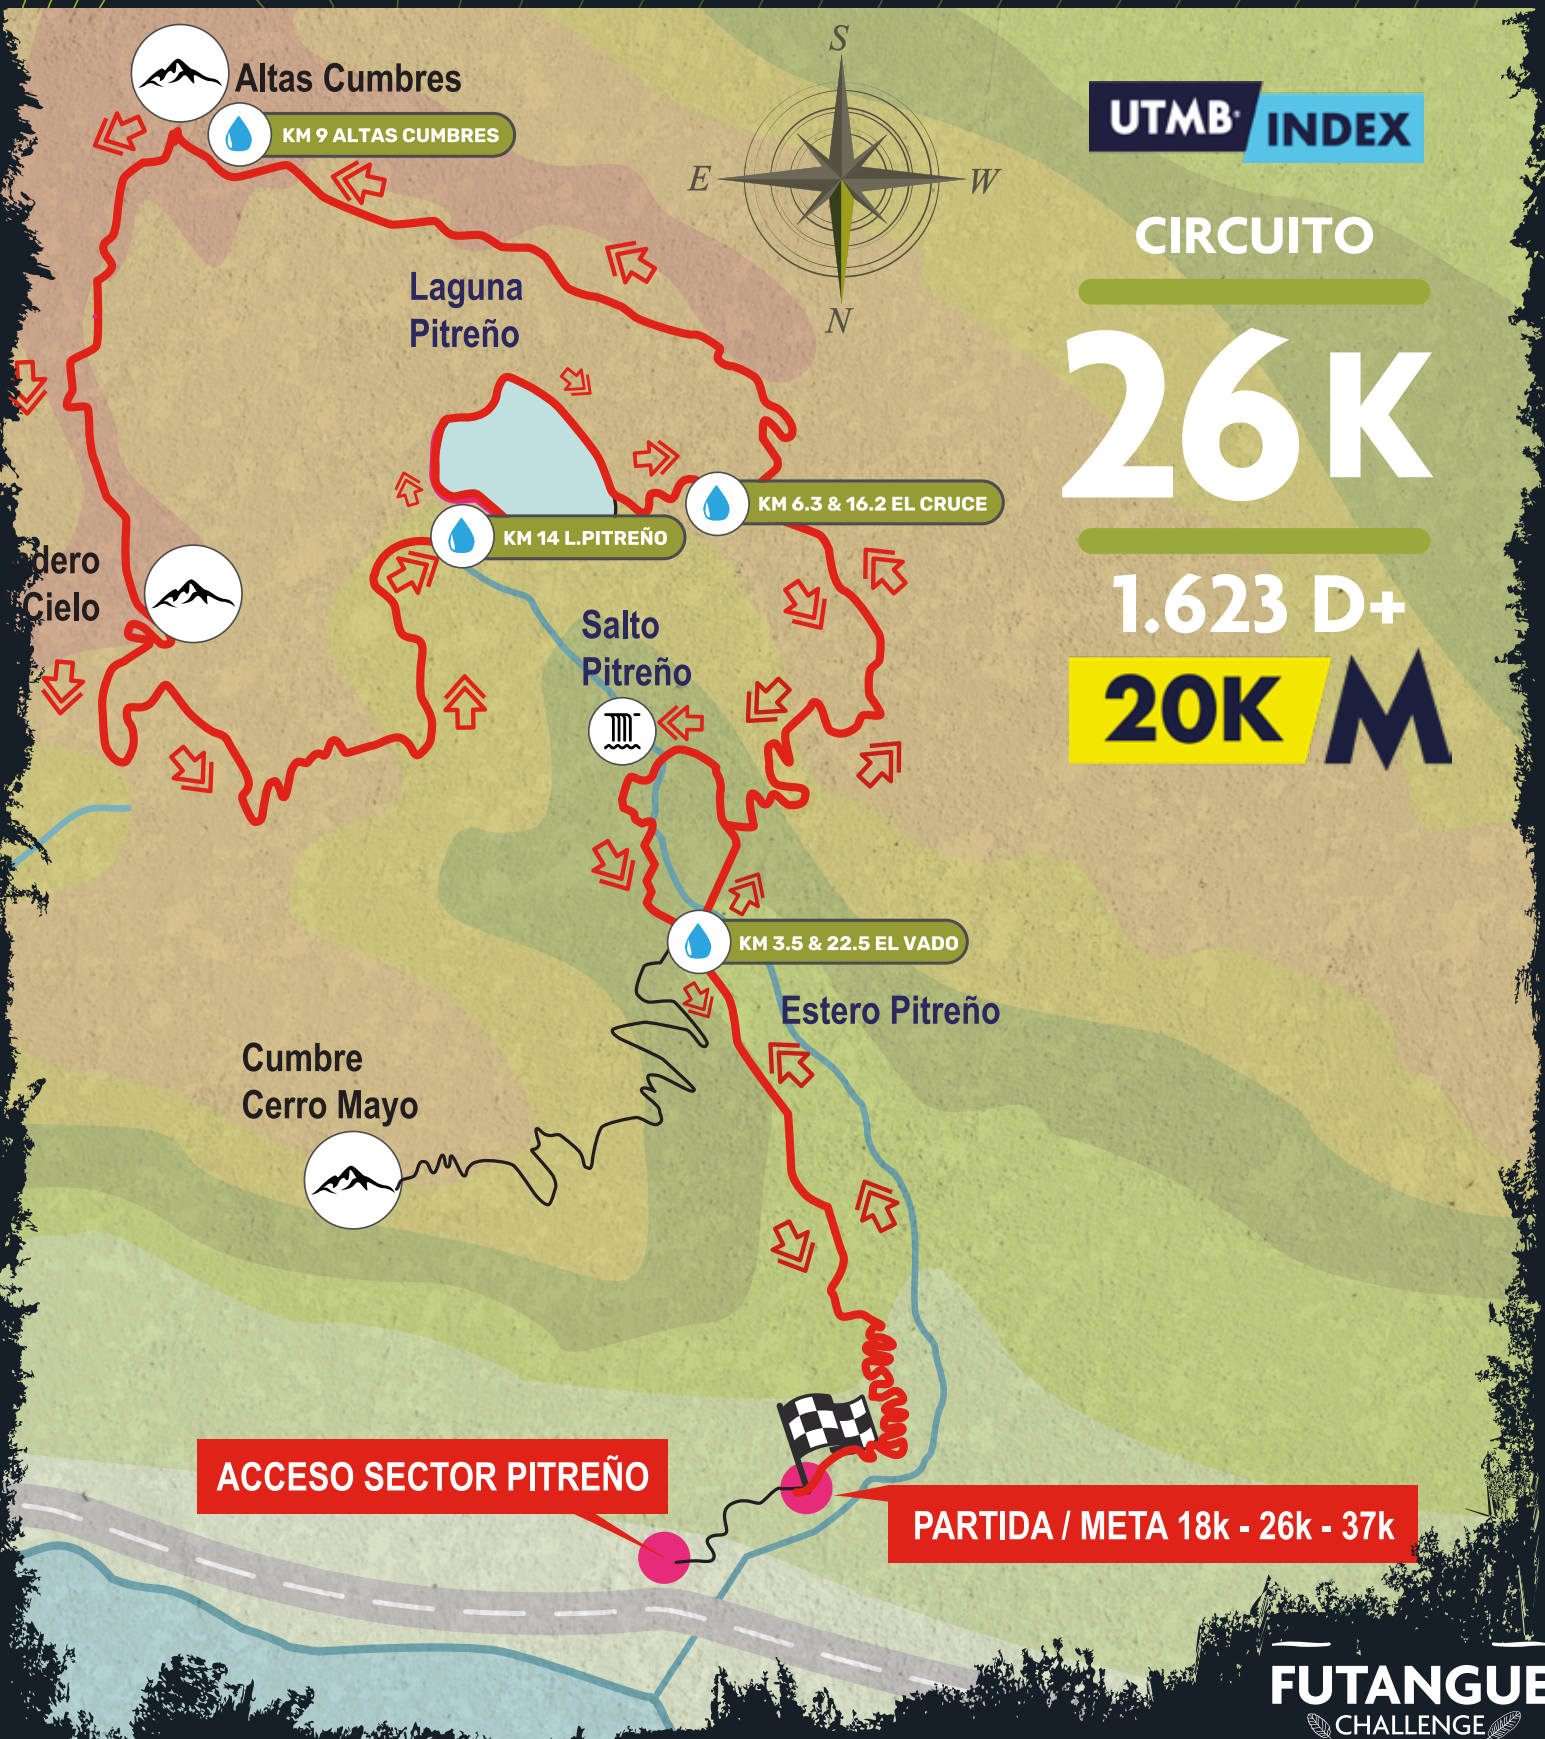 Altas Cumbres
KM 9 ALTAS CUMBRES
S
E
W
N
UTMB INDEX
CIRCUITO
26K
1.623 D+
20K M
Laguna
Pitreño
KM 6.3 & 16.2 EL CRUCE
KM 14 L.PITREÑO
dero
Cielo
Salto
Pitreño
KM 3.5 & 22.5 EL VADO
Estero Pitreño
Cumbre
Cerro Mayo
ACCESO SECTOR PITREÑO
PARTIDA / META 18k - 26k - 37k
FUTANGUE
CHALLENGE